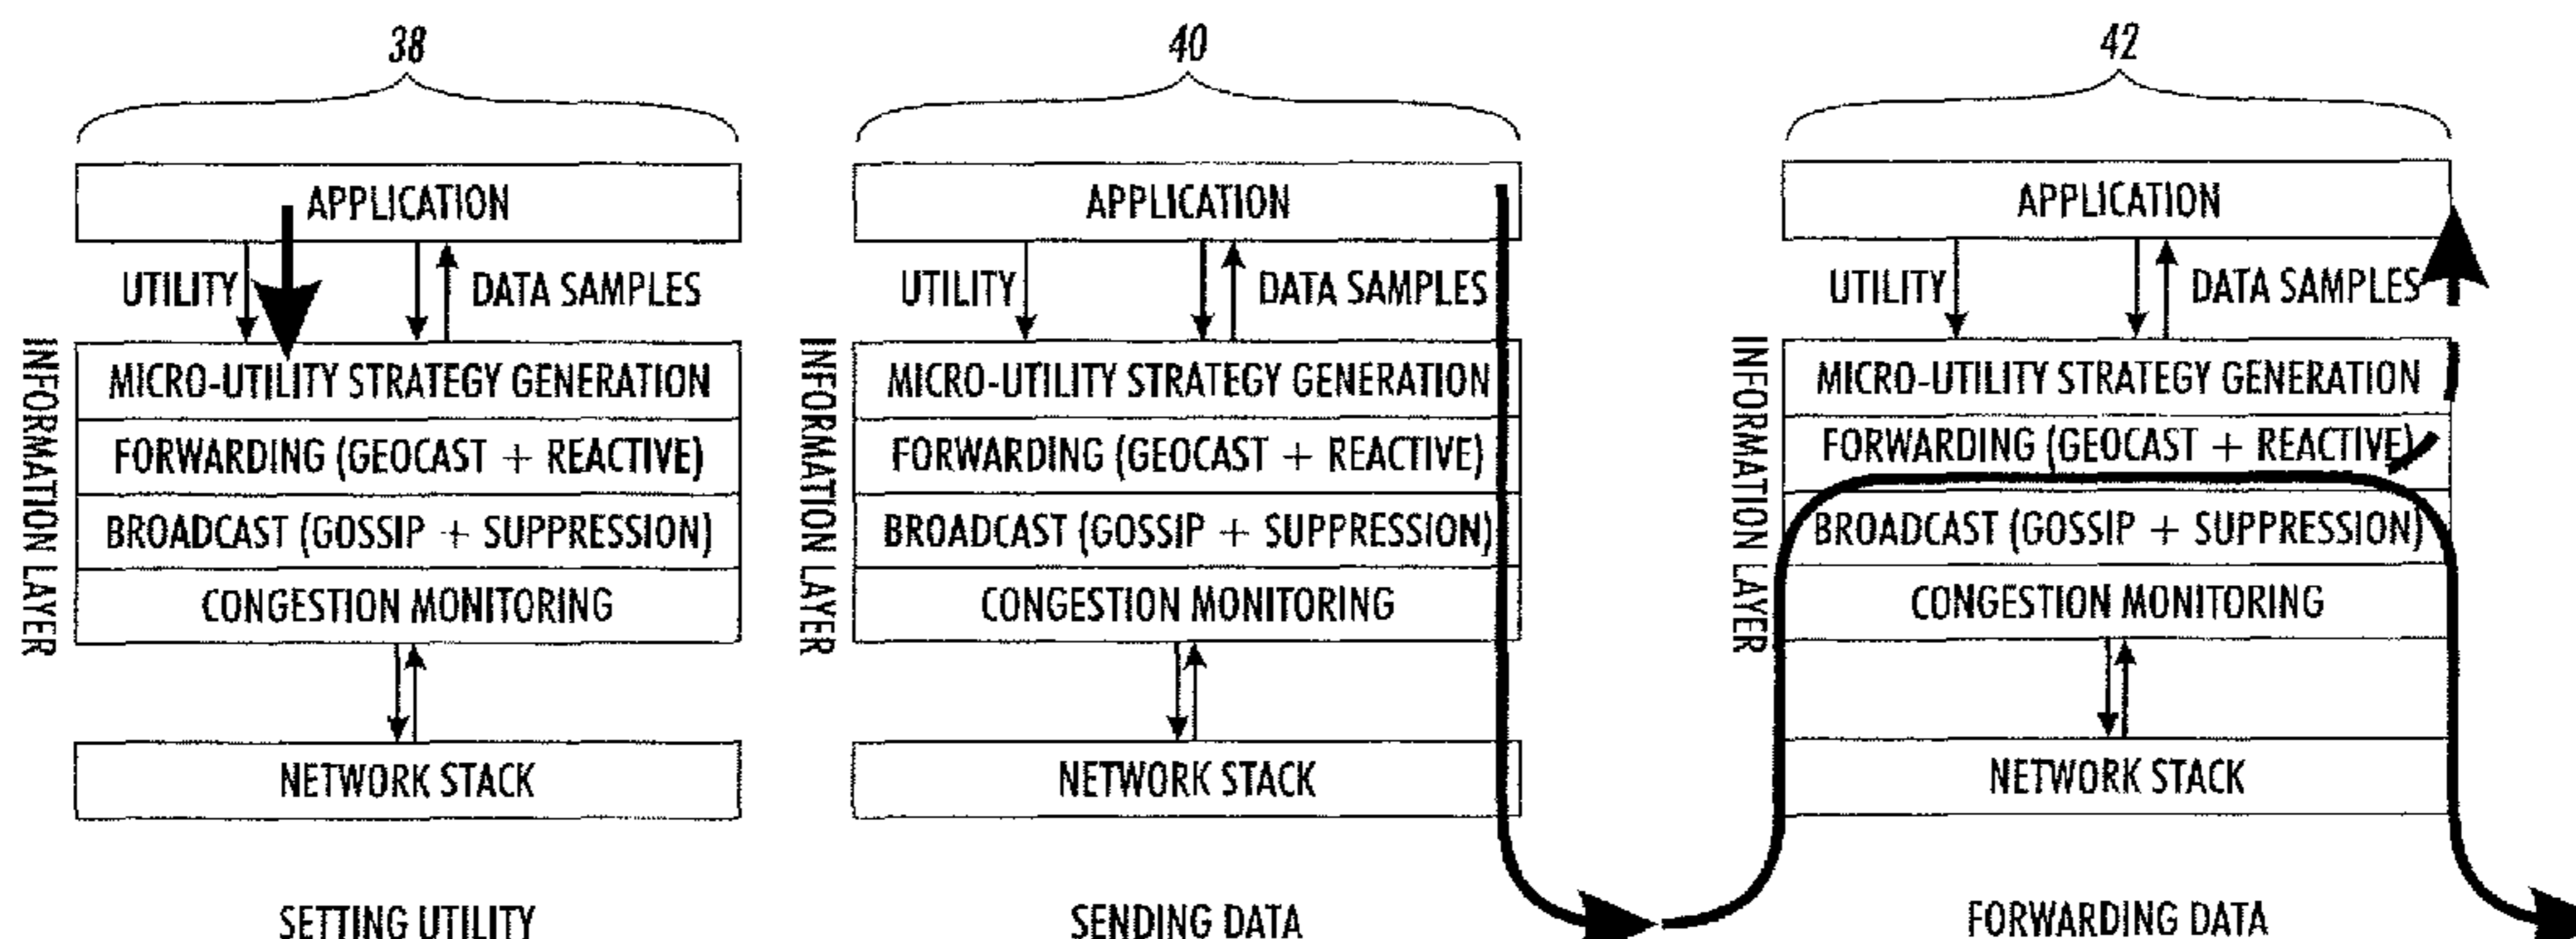 38
APPLICATION
UTILITY
DATA SAMPLES
INFORMATION LAYER
MICRO-UTILITY STRATEGY GENERATION
FORWARDING (GEOCAST + REACTIVE)
BROADCAST (GOSSIP + SUPPRESSION)
CONGESTION MONITORING
NETWORK STACK
SETTING UTILITY
40
APPLICATION
UTILITY
DATA SAMPLES
INFORMATION LAYER
MICRO-UTILITY STRATEGY GENERATION
FORWARDING (GEOCAST + REACTIVE)
BROADCAST (GOSSIP + SUPPRESSION)
CONGESTION MONITORING
NETWORK STACK
SENDING DATA
42
APPLICATION
UTILITY
DATA SAMPLES
INFORMATION LAYER
MICRO-UTILITY STRATEGY GENERATION
FORWARDING (GEOCAST + REACTIVE)
BROADCAST (GOSSIP + SUPPRESSION)
CONGESTION MONITORING
NETWORK STACK
FORWARDING DATA